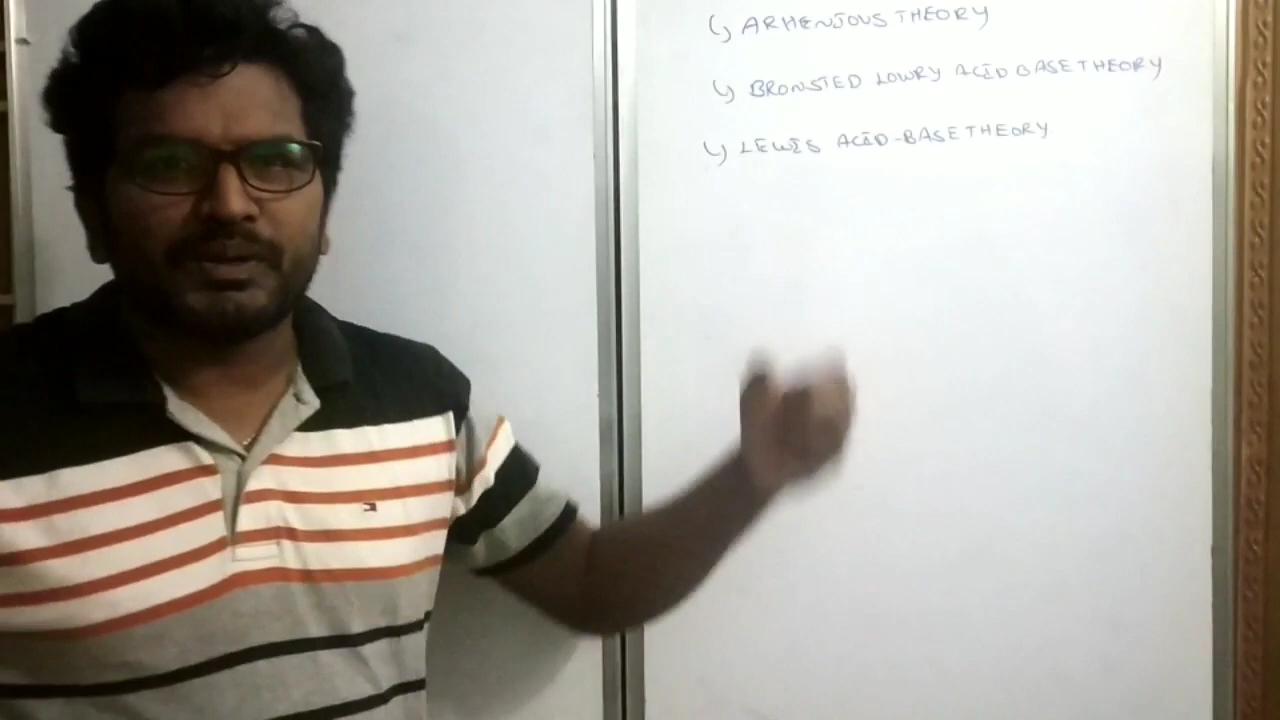 ARHENIOUS THEORY
BRONSTED LOWRY ACID BASE THEORY
LEWIS ACID-BASE THEORY